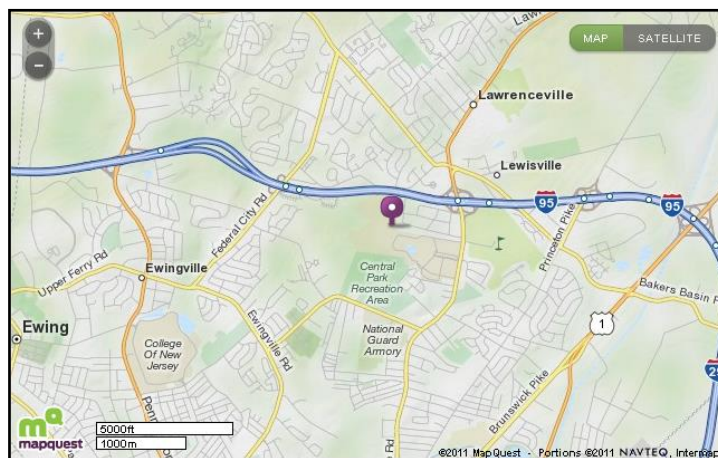 +
−
MAP SATELLITE
Lawrenceville
Lewisville
95
95
Federal City Rd
Princeton Pike
Upper Ferry Rd
Ewingville
Central
Park
Recreation
Area
Bakers Basin
Ewing
College
Of New
Jersey
Ewingville Rd
National
Guard
Armory
1
Brunswick Pike
5000ft
1000m
mapquest
©2011 MapQuest - Portions ©2011 NAVTEQ, Intermap